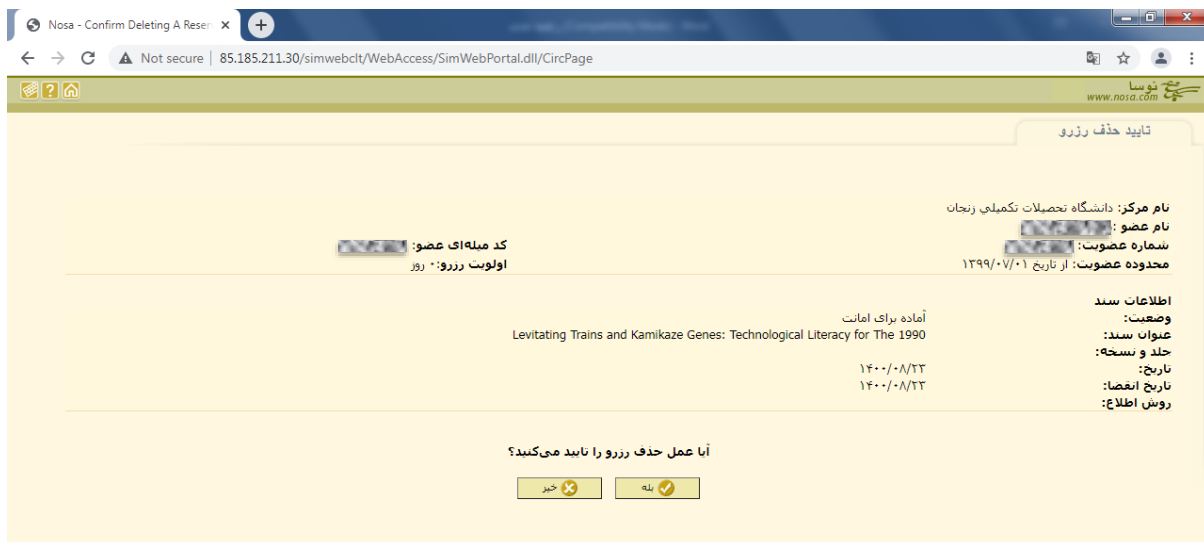 Nosa - Confirm Deleting A Reser
Not secure | 85.185.211.30/simwebclt/WebAccess/SimWebPortal.dll/CircPage
نوسا
www.nosa.com
تایید حذف رزرو
نام مرکز: دانشگاه تحصیلات تکمیلي زنجان
نام عضو :
شماره عضویت: کد میله‌ای عضو:
محدوده عضویت: از تاریخ ۱۳۹۹/۰۷/۰۱ اولویت رزرو:۰ روز
اطلاعات سند
وضعیت: آماده برای امانت
عنوان سند: Levitating Trains and Kamikaze Genes: Technological Literacy for The 1990
جلد و نسخه:
تاریخ: ۱۴۰۰/۰۸/۲۳
تاریخ انقضا: ۱۴۰۰/۰۸/۲۳
روش اطلاع:
آیا عمل حذف رزرو را تایید می‌کنید؟
بله خیر